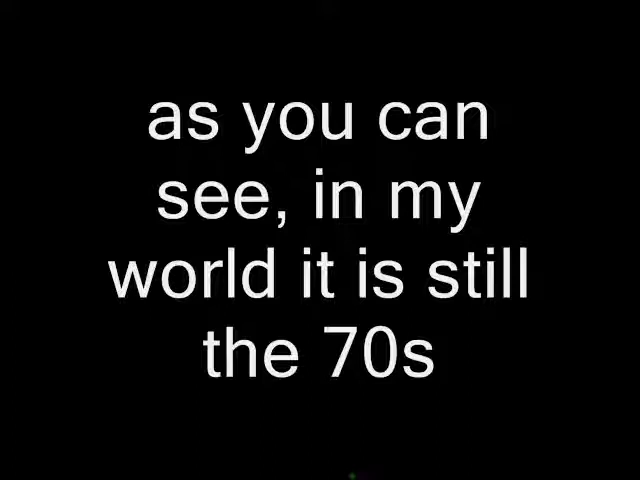 as you can
see, in my
world it is still
the 70s